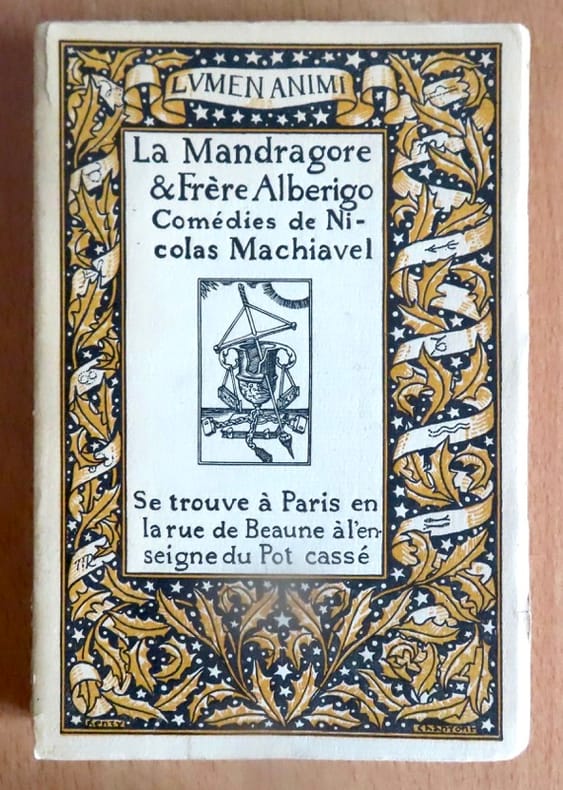 LVMEN ANIMI
La Mandragore
& Frère Alberigo
Comédies de Ni-
colas Machiavel
Se trouve à Paris en
la rue de Beaune à l'en-
seigne du Pot cassé